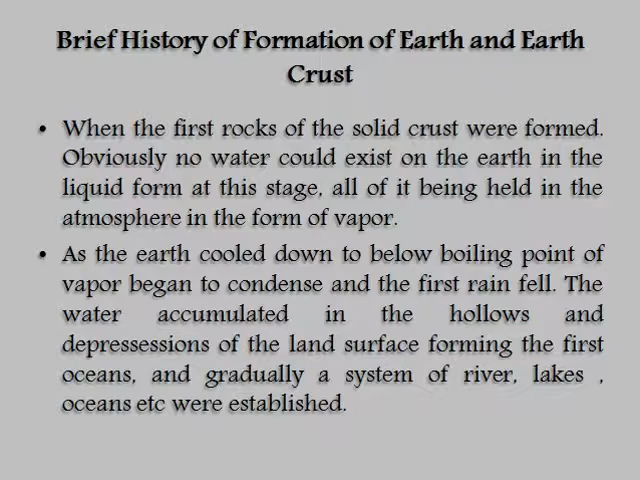 Brief History of Formation of Earth and Earth
Crust
• When the first rocks of the solid crust were formed.
Obviously no water could exist on the earth in the
liquid form at this stage, all of it being held in the
atmosphere in the form of vapor.
• As the earth cooled down to below boiling point of
vapor began to condense and the first rain fell. The
water accumulated in the hollows and
depressessions of the land surface forming the first
oceans, and gradually a system of river, lakes ,
oceans etc were established.